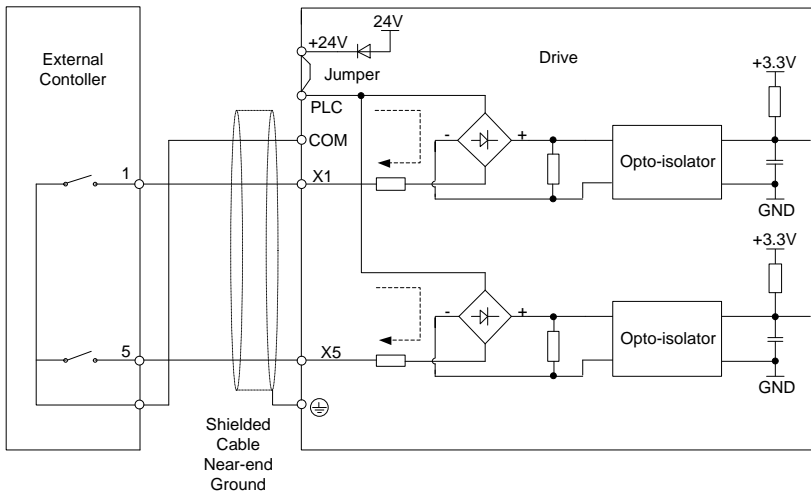 External
Contoller
24V
+24V
Jumper
Drive
PLC
COM
+3.3V
-
+
Opto-isolator
1
X1
GND
+3.3V
-
+
Opto-isolator
5
X5
GND
Shielded
Cable
Near-end
Ground